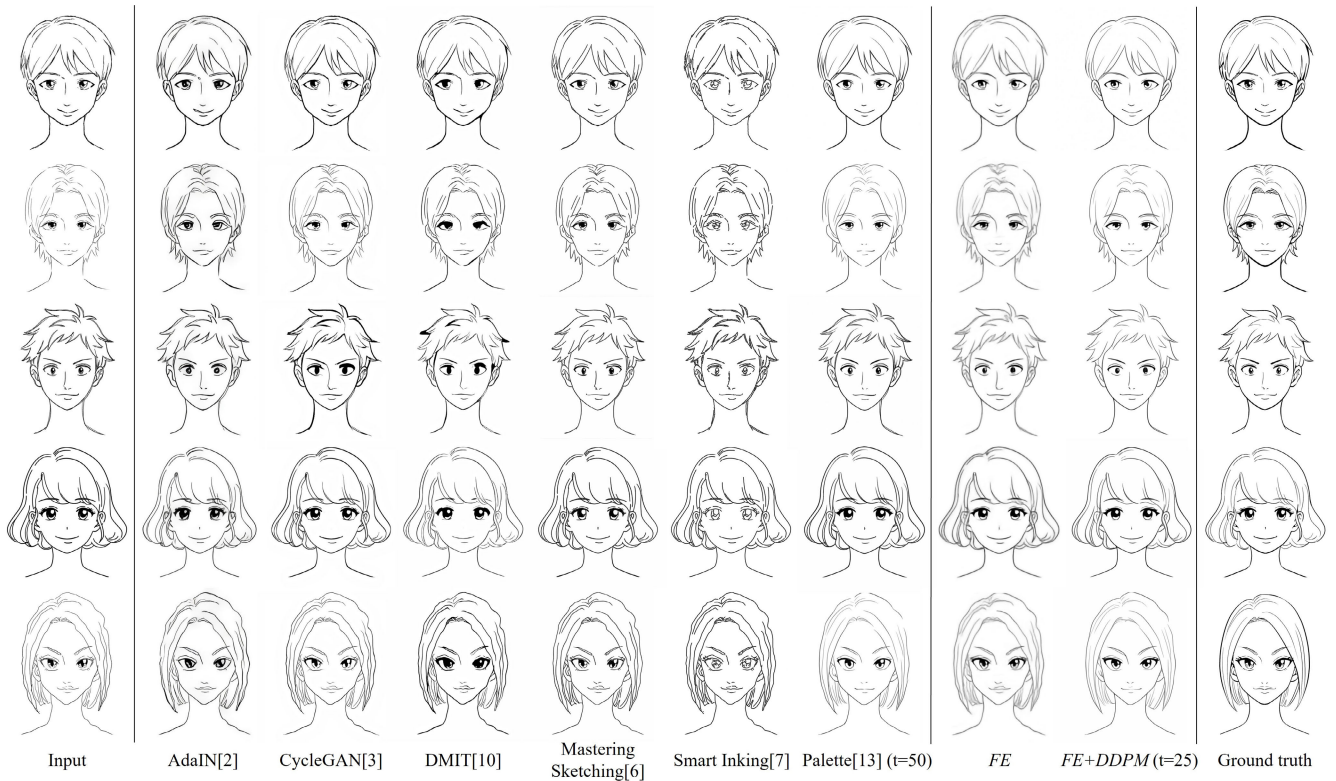 Input
AdaIN[2]
CycleGAN[3]
DMIT[10]
Mastering
Sketching[6]
Smart Inking[7]
Palette[13] (t=50)
FE
FE+DDPM (t=25)
Ground truth